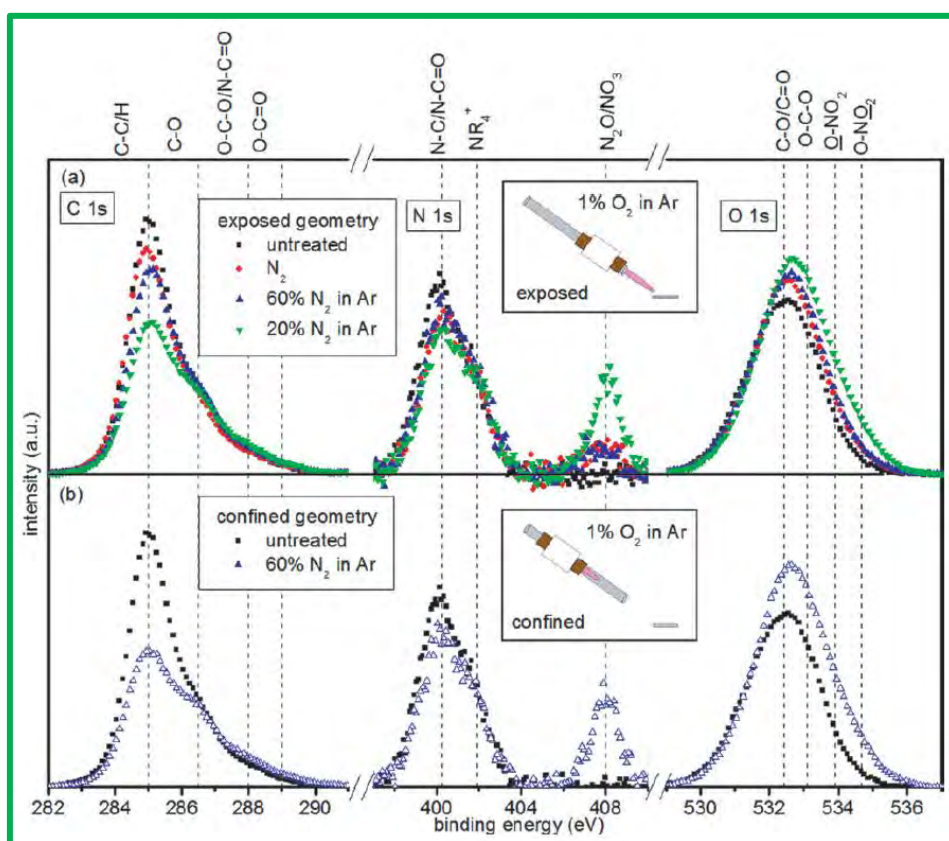 C-C/H
C-O
O-C-O/N-C=O
O-C=O
N-C/N-C=O
NR₄⁺
N₂O/NO₃
C-O/C=O
O-C-O
O-NO₂
O-NO₂
(a)
C 1s
N 1s
O 1s
exposed geometry
untreated
N₂
60% N₂ in Ar
20% N₂ in Ar
1% O₂ in Ar
exposed
intensity (a.u.)
(b)
confined geometry
untreated
60% N₂ in Ar
1% O₂ in Ar
confined
282 284 286 288 290 400 404 408 530 532 534 536
binding energy (eV)